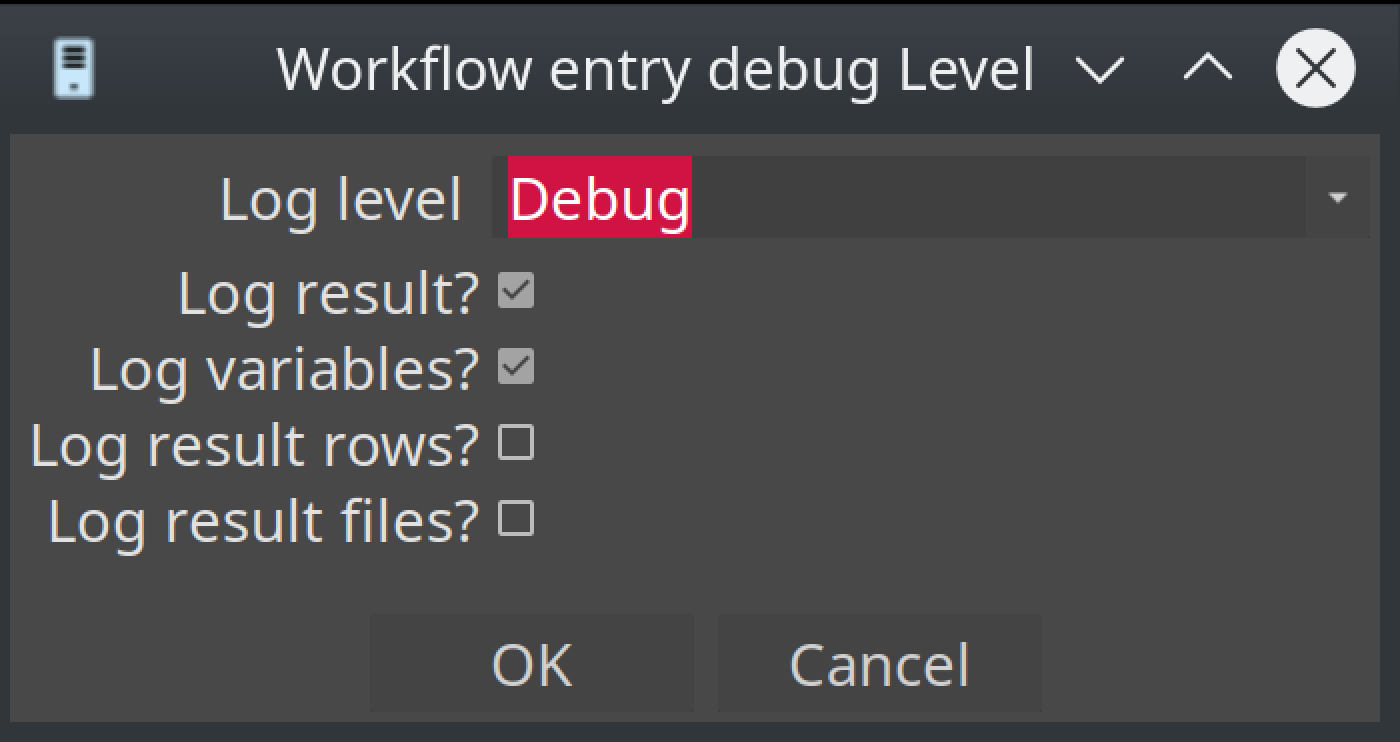 Workflow entry debug Level
Log level Debug
Log result?
Log variables?
Log result rows?
Log result files?
OK Cancel